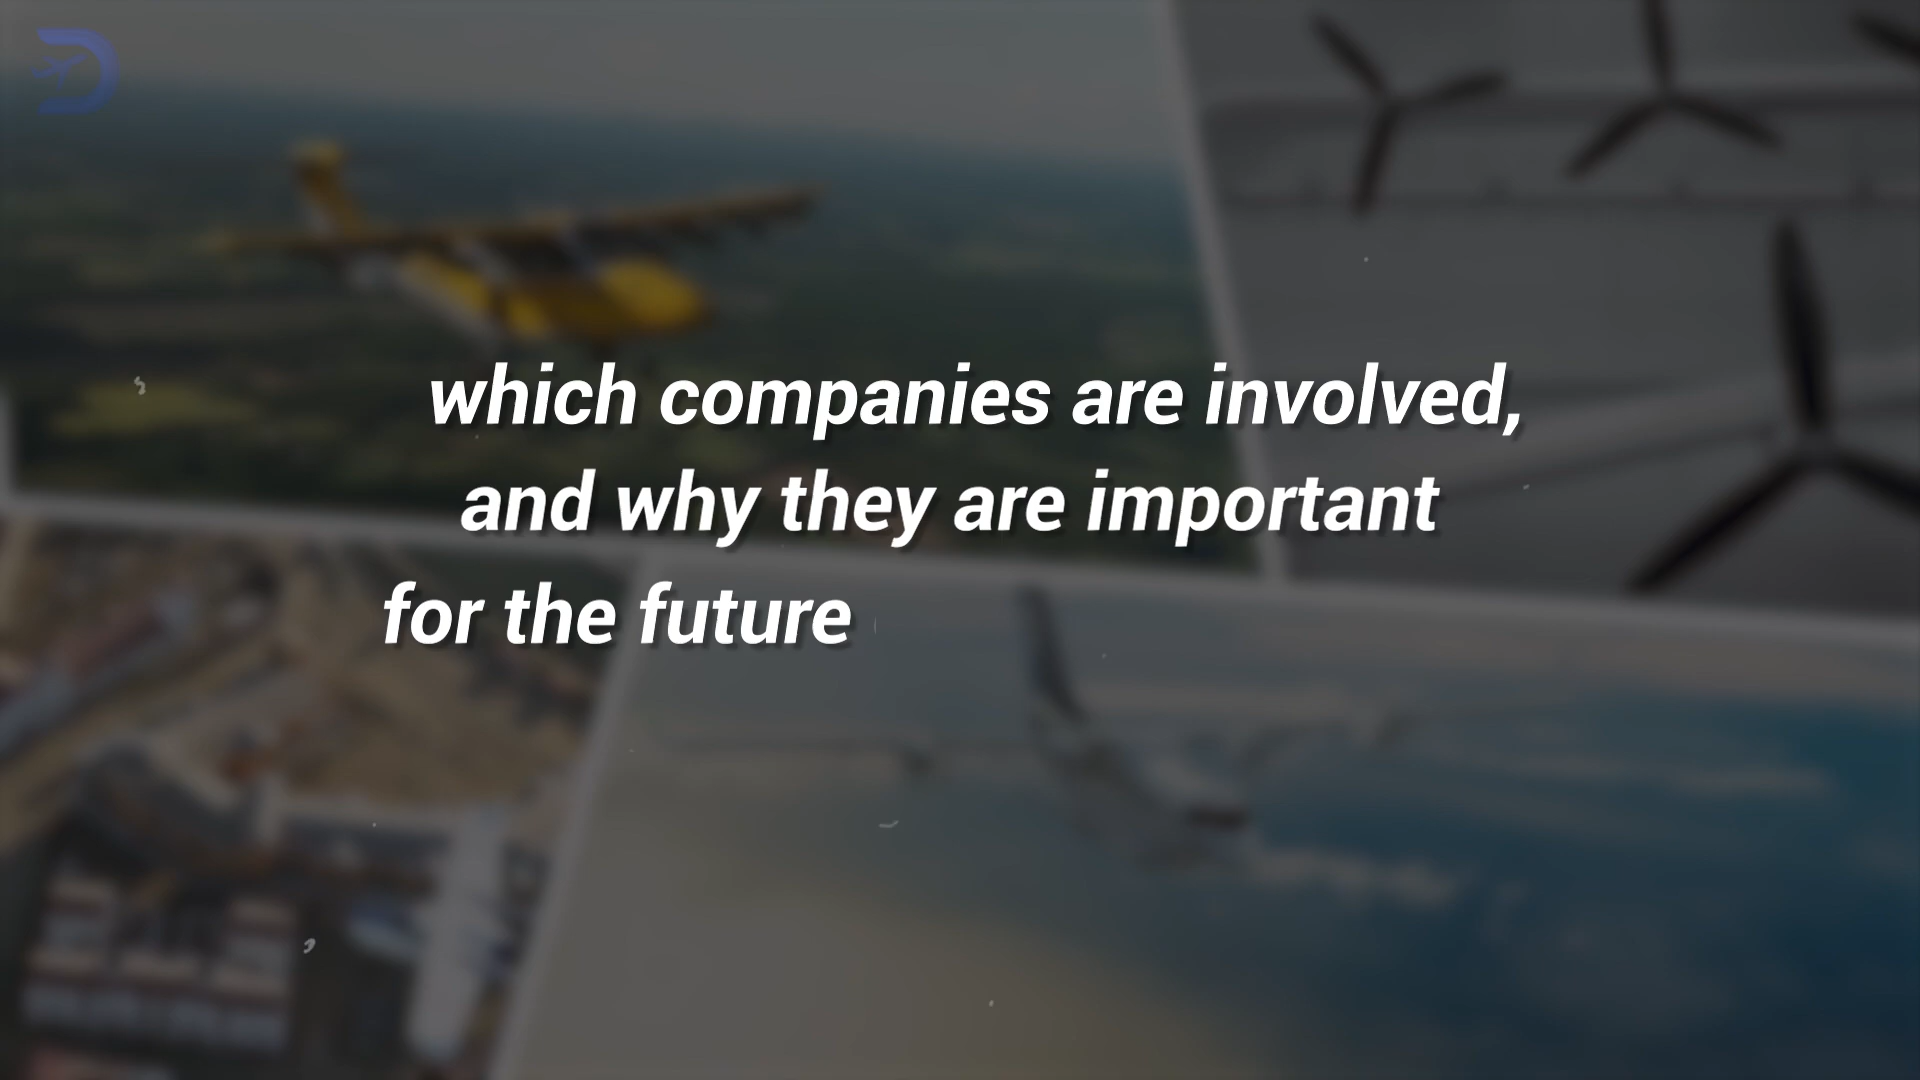 which companies are involved,
and why they are important
for the future